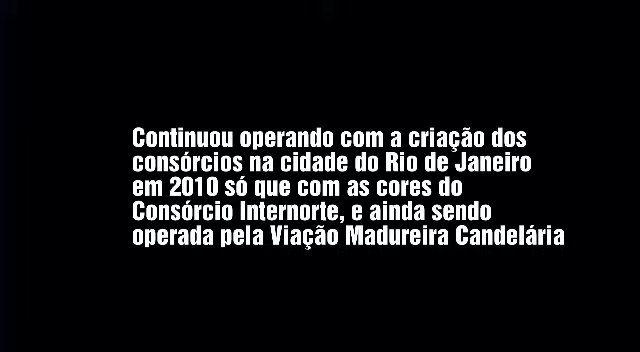 Continuou operando com a criação dos
consórcios na cidade do Rio de Janeiro
em 2010 só que com as cores do
Consórcio Internorte, e ainda sendo
operada pela Viação Madureira Candelária